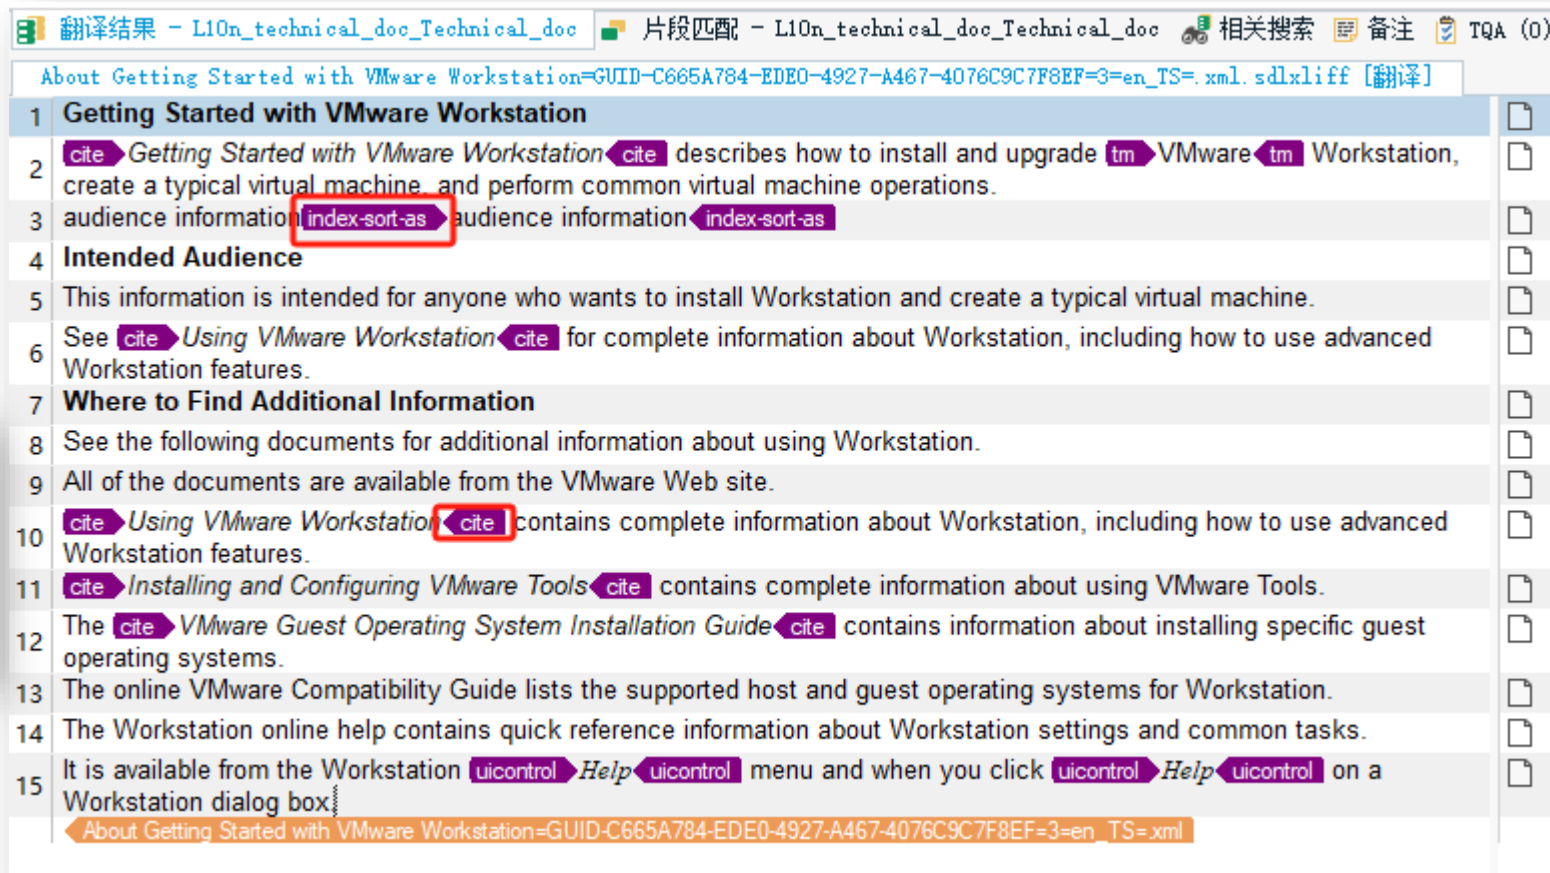 翻译结果 - L10n_technical_doc_Technical_doc 片段匹配 - L10n_technical_doc_Technical_doc 相关搜索 备注 TQA (0)
About Getting Started with VMware Workstation=GUID-C665A784-EDE0-4927-A467-4076C9C7F8EF=3=en_TS=.xml.sdlxliff [翻译]
1 Getting Started with VMware Workstation
2 cite Getting Started with VMware Workstation cite describes how to install and upgrade tm VMware tm Workstation,
create a typical virtual machine, and perform common virtual machine operations.
3 audience information index-sort-as audience information index-sort-as
4 Intended Audience
5 This information is intended for anyone who wants to install Workstation and create a typical virtual machine.
6 See cite Using VMware Workstation cite for complete information about Workstation, including how to use advanced
Workstation features.
7 Where to Find Additional Information
8 See the following documents for additional information about using Workstation.
9 All of the documents are available from the VMware Web site.
10 cite Using VMware Workstation cite contains complete information about Workstation, including how to use advanced
Workstation features.
11 cite Installing and Configuring VMware Tools cite contains complete information about using VMware Tools.
12 The cite VMware Guest Operating System Installation Guide cite contains information about installing specific guest
operating systems.
13 The online VMware Compatibility Guide lists the supported host and guest operating systems for Workstation.
14 The Workstation online help contains quick reference information about Workstation settings and common tasks.
15 It is available from the Workstation uicontrol Help uicontrol menu and when you click uicontrol Help uicontrol on a
Workstation dialog box.
About Getting Started with VMware Workstation=GUID-C665A784-EDE0-4927-A467-4076C9C7F8EF=3=en_TS=.xml